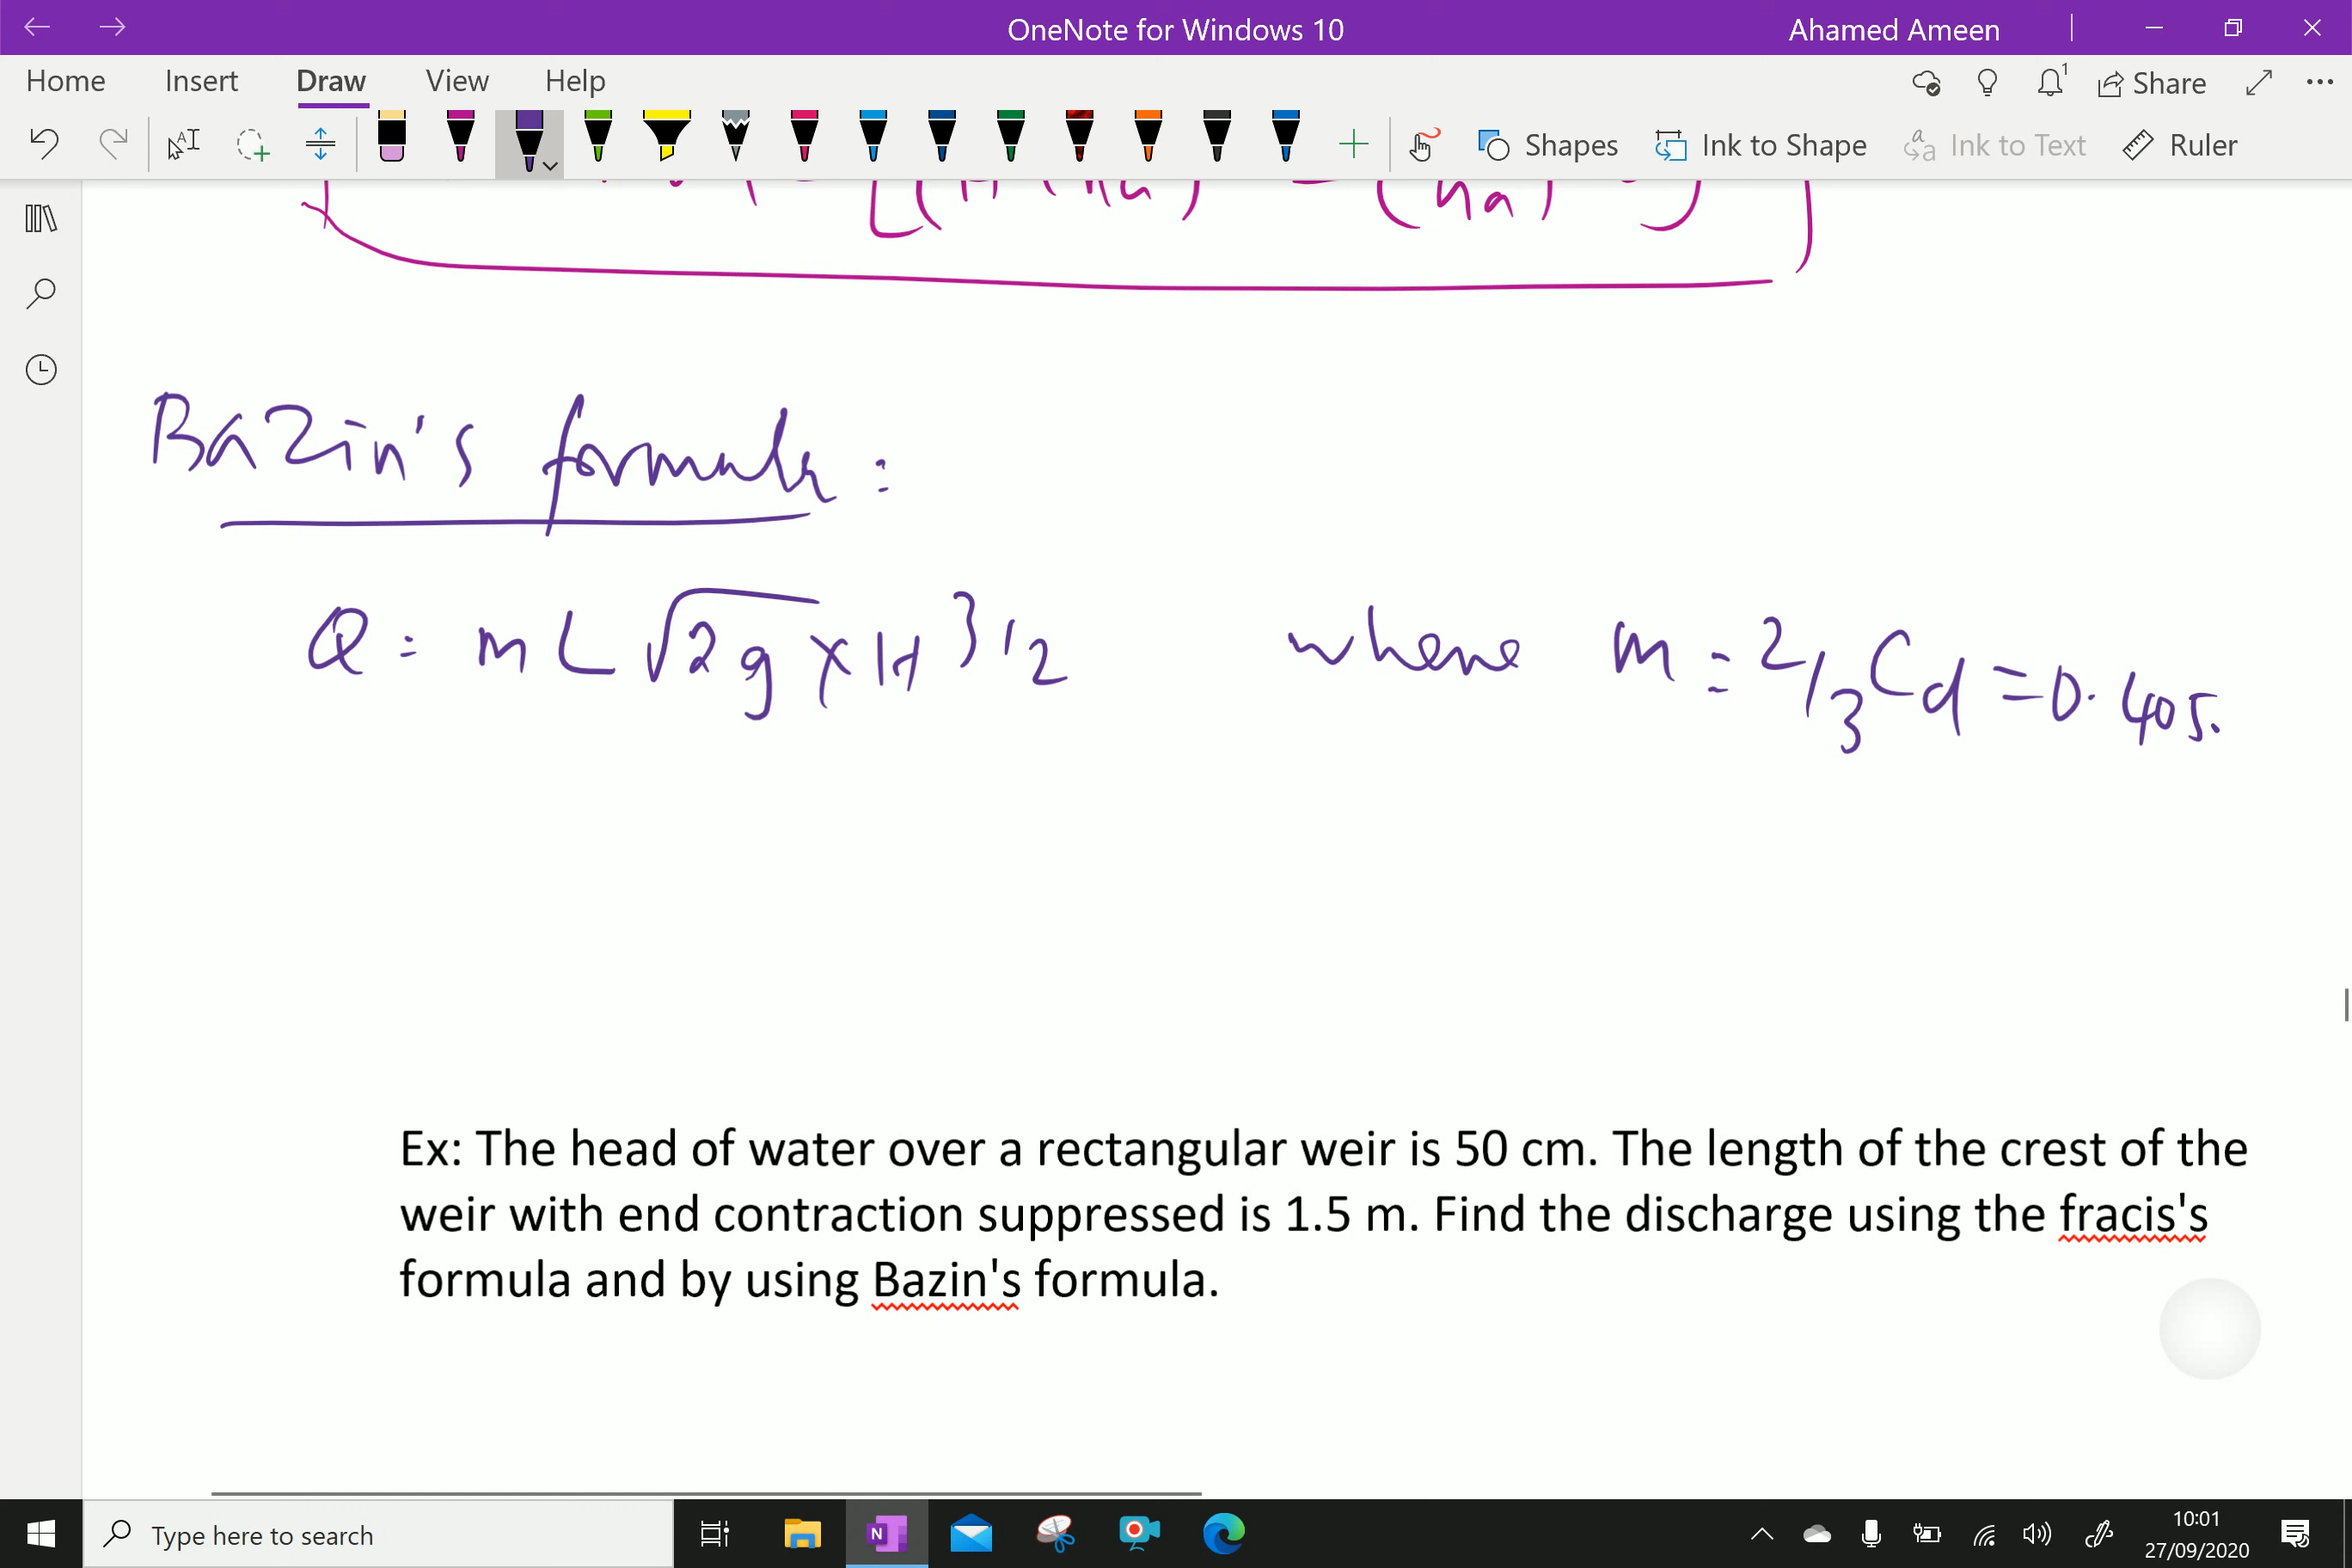 OneNote for Windows 10
Ahamed Ameen
Home Insert Draw View Help
1
Share
Shapes Ink to Shape Ink to Text Ruler
Bazin's formula :
Q = m L √2g × H 3/2 where m = 2/3 Cd = 0.405.
Ex: The head of water over a rectangular weir is 50 cm. The length of the crest of the
weir with end contraction suppressed is 1.5 m. Find the discharge using the fracis's
formula and by using Bazin's formula.
Type here to search
10:01
27/09/2020